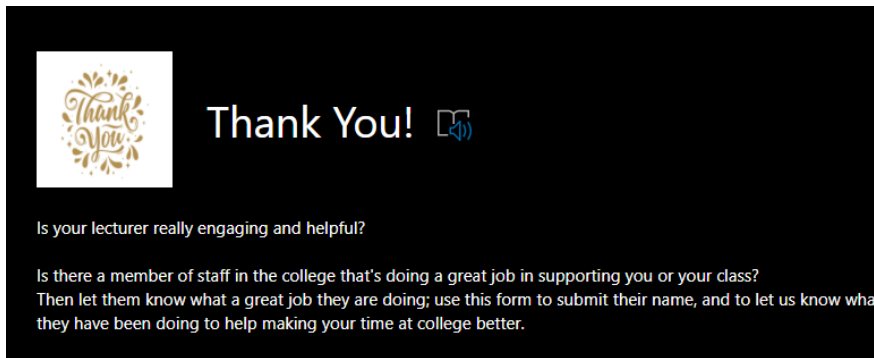 Thank
You
Thank You!
Is your lecturer really engaging and helpful?
Is there a member of staff in the college that's doing a great job in supporting you or your class?
Then let them know what a great job they are doing; use this form to submit their name, and to let us know wha
they have been doing to help making your time at college better.